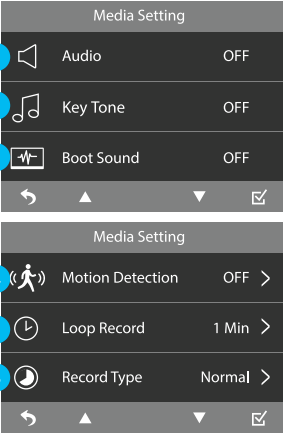 Media Setting
Audio OFF
Key Tone OFF
Boot Sound OFF
Media Setting
Motion Detection OFF >
Loop Record 1 Min >
Record Type Normal >